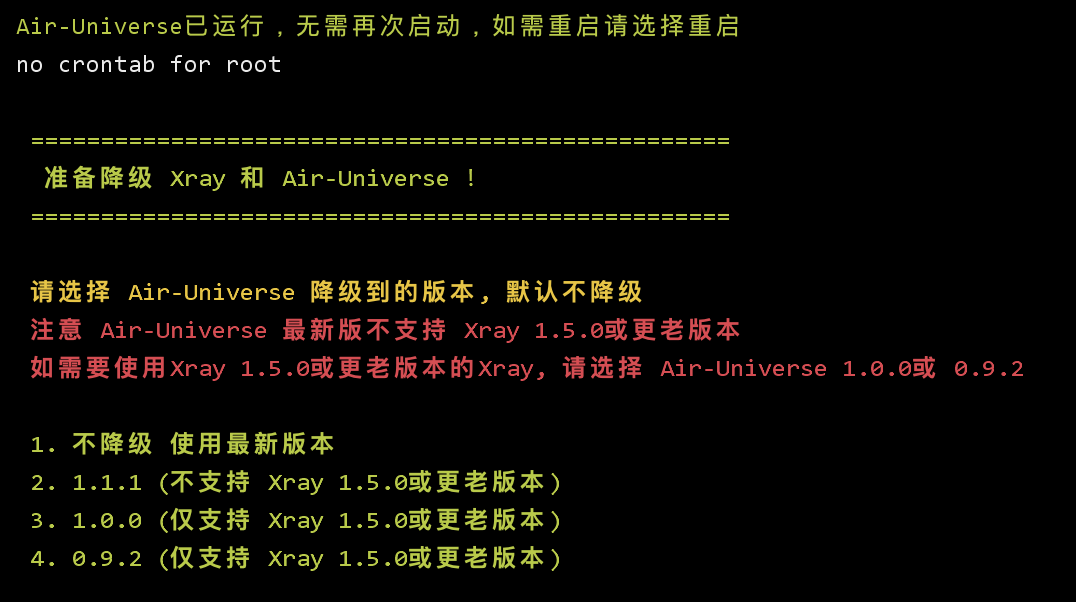 Air-Universe已运行，无需再次启动，如需重启请选择重启
no crontab for root
==================================================
准备降级 Xray 和 Air-Universe ！
==================================================
请选择 Air-Universe 降级到的版本, 默认不降级
注意 Air-Universe 最新版不支持 Xray 1.5.0或更老版本
如需要使用Xray 1.5.0或更老版本的Xray, 请选择 Air-Universe 1.0.0或 0.9.2
1. 不降级 使用最新版本
2. 1.1.1 (不支持 Xray 1.5.0或更老版本)
3. 1.0.0 (仅支持 Xray 1.5.0或更老版本)
4. 0.9.2 (仅支持 Xray 1.5.0或更老版本)